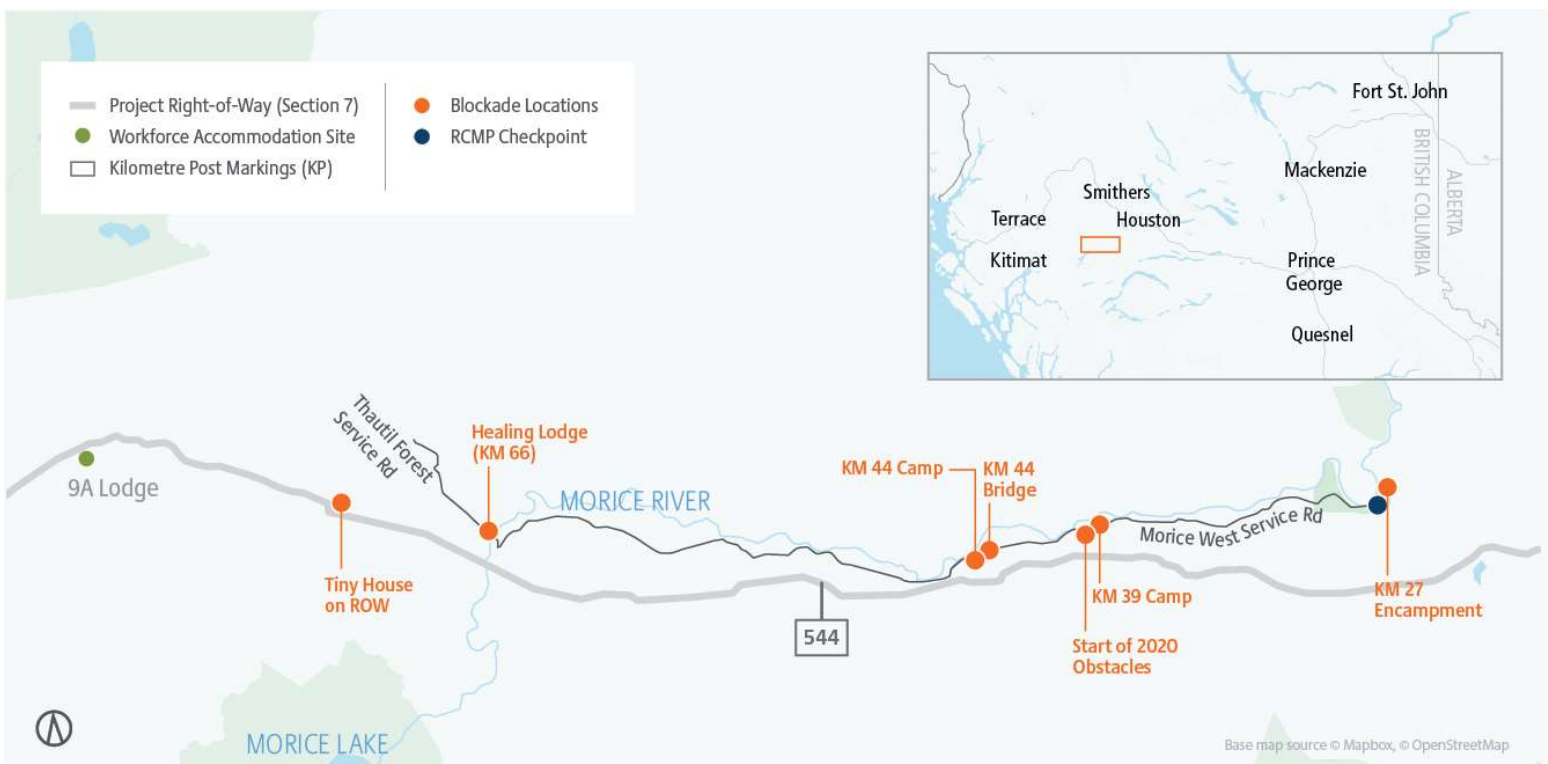 Project Right-of-Way (Section 7)
Workforce Accommodation Site
Kilometre Post Markings (KP)
Blockade Locations
RCMP Checkpoint
Fort St. John
BRITISH COLUMBIA
ALBERTA
Mackenzie
Smithers
Terrace
Houston
Kitimat
Prince
George
Quesnel
Thautil Forest
Service Rd
Healing Lodge
(KM 66)
MORICE RIVER
KM 44 Camp
KM 44
Bridge
9A Lodge
Morice West Service Rd
Tiny House
on ROW
KM 39 Camp
KM 27
Encampment
544
Start of 2020
Obstacles
MORICE LAKE
Base map source © Mapbox, © OpenStreetMap